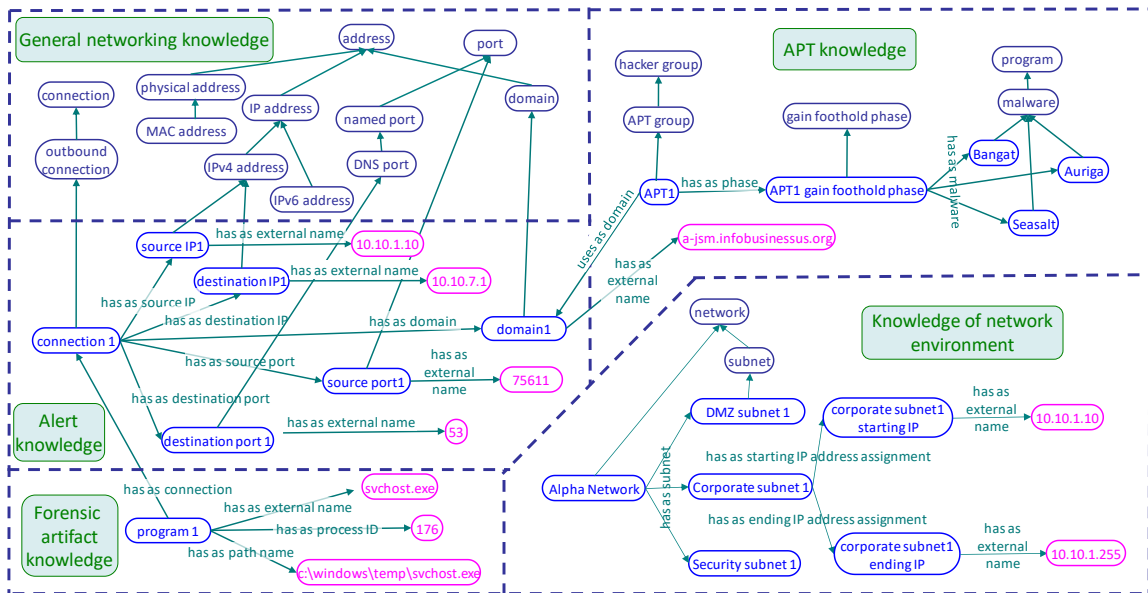 General networking knowledge
address
port
physical address
connection
MAC address
IP address
domain
named port
outbound
connection
IPv4 address
DNS port
IPv6 address
APT knowledge
hacker group
program
malware
APT group
gain foothold phase
has as malware
Bangat
Auriga
APT1
has as phase
APT1 gain foothold phase
Seasalt
uses as domain
a-jsm.infobusinessus.org
has as
external
name
source IP1
has as external name
10.10.1.10
destination IP1
has as external name
10.10.7.1
has as source IP
has as destination IP
has as domain
connection 1
domain1
has as source port
source port1
has as
external
name
75611
has as destination port
Alert
knowledge
destination port 1
has as external name
53
Knowledge of network
environment
network
subnet
DMZ subnet 1
corporate subnet1
starting IP
has as
external
name
10.10.1.10
has as starting IP address assignment
Alpha Network
has as subnet
Corporate subnet 1
has as ending IP address assignment
corporate subnet1
ending IP
has as
external
name
10.10.1.255
Security subnet 1
Forensic
artifact
knowledge
has as connection
program 1
has as external name
svchost.exe
has as process ID
176
has as path name
c:\windows\temp\svchost.exe